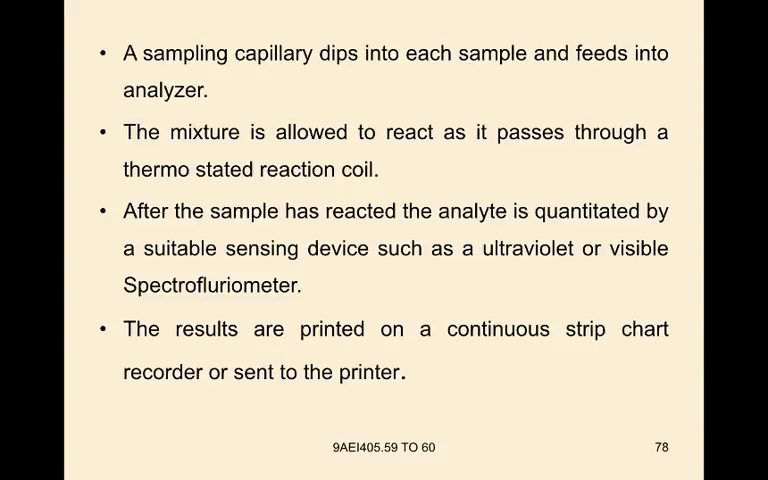 • A sampling capillary dips into each sample and feeds into
analyzer.
• The mixture is allowed to react as it passes through a
thermo stated reaction coil.
• After the sample has reacted the analyte is quantitated by
a suitable sensing device such as a ultraviolet or visible
Spectrofluriometer.
• The results are printed on a continuous strip chart
recorder or sent to the printer.
9AEI405.59 TO 60
78